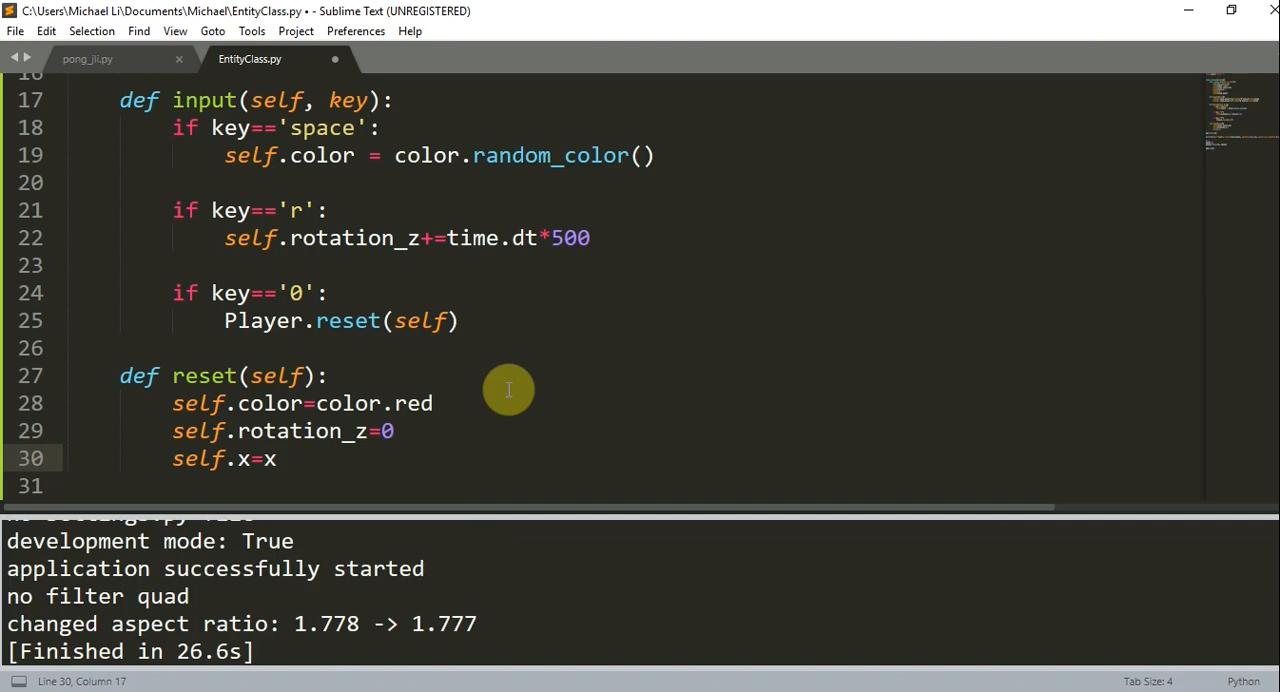 C:\Users\Michael Li\Documents\Michael\EntityClass.py • - Sublime Text (UNREGISTERED)
File Edit Selection Find View Goto Tools Project Preferences Help
pong_jli.py × EntityClass.py
16
17 def input(self, key):
18 if key=='space':
19 self.color = color.random_color()
20
21 if key=='r':
22 self.rotation_z+=time.dt*500
23
24 if key=='0':
25 Player.reset(self)
26
27 def reset(self):
28 self.color=color.red
29 self.rotation_z=0
30 self.x=x
31
no settings.py file
development mode: True
application successfully started
no filter quad
changed aspect ratio: 1.778 -> 1.777
[Finished in 26.6s]
Line 30, Column 17 Tab Size: 4 Python